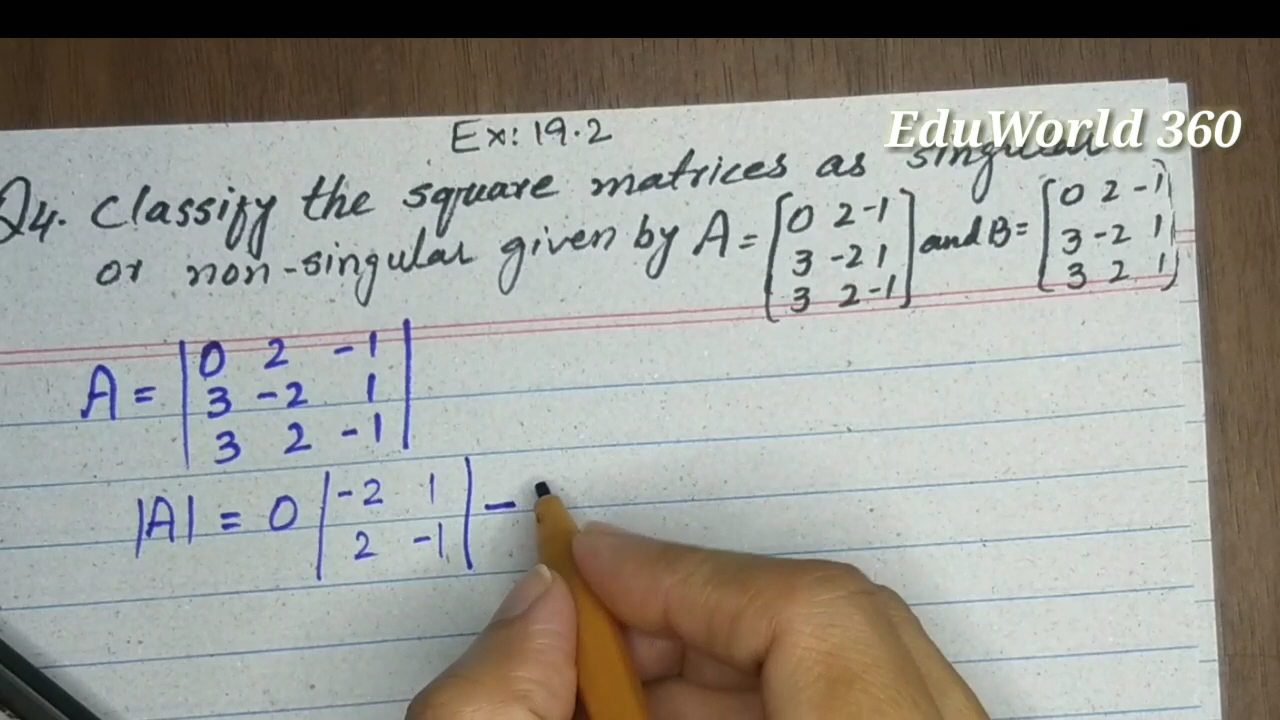 EduWorld 360
Ex: 19.2
Q4. Classify the square matrices as singular
or non-singular given by A = [0 2 -1
3 -2 1
3 2 -1] and B = [0 2 -1
3 -2 1
3 2 1]
A = |0 2 -1
3 -2 1
3 2 -1|
|A| = 0 |-2 1
2 -1| -